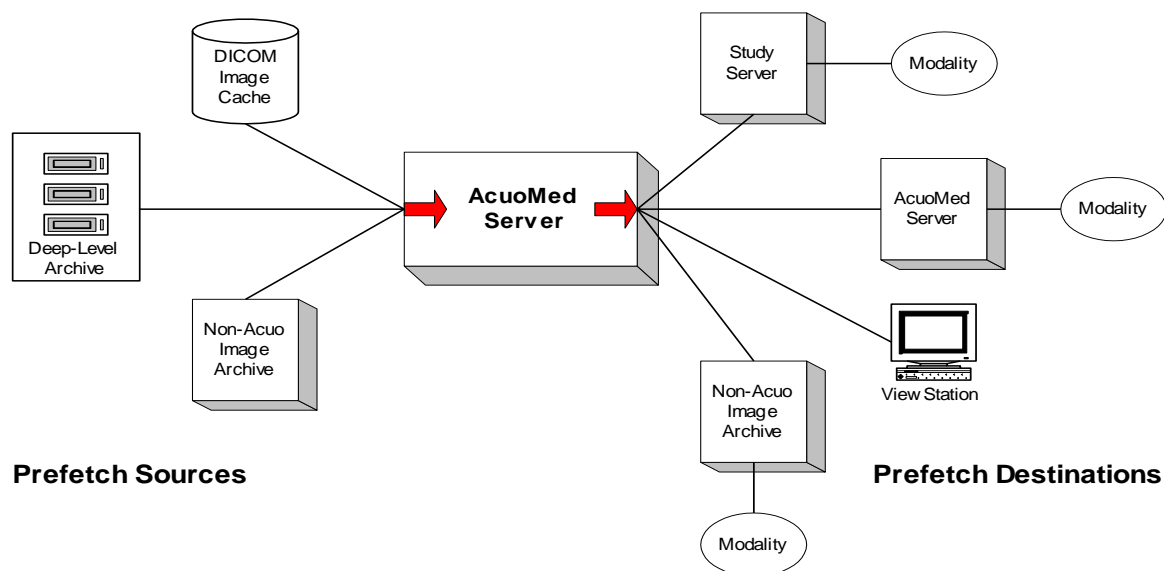 DICOM
Image
Cache
Deep-Level
Archive
Non-Acuo
Image
Archive
AcuoMed
Server
Study
Server
Modality
AcuoMed
Server
Modality
View Station
Non-Acuo
Image
Archive
Modality
Prefetch Sources
Prefetch Destinations